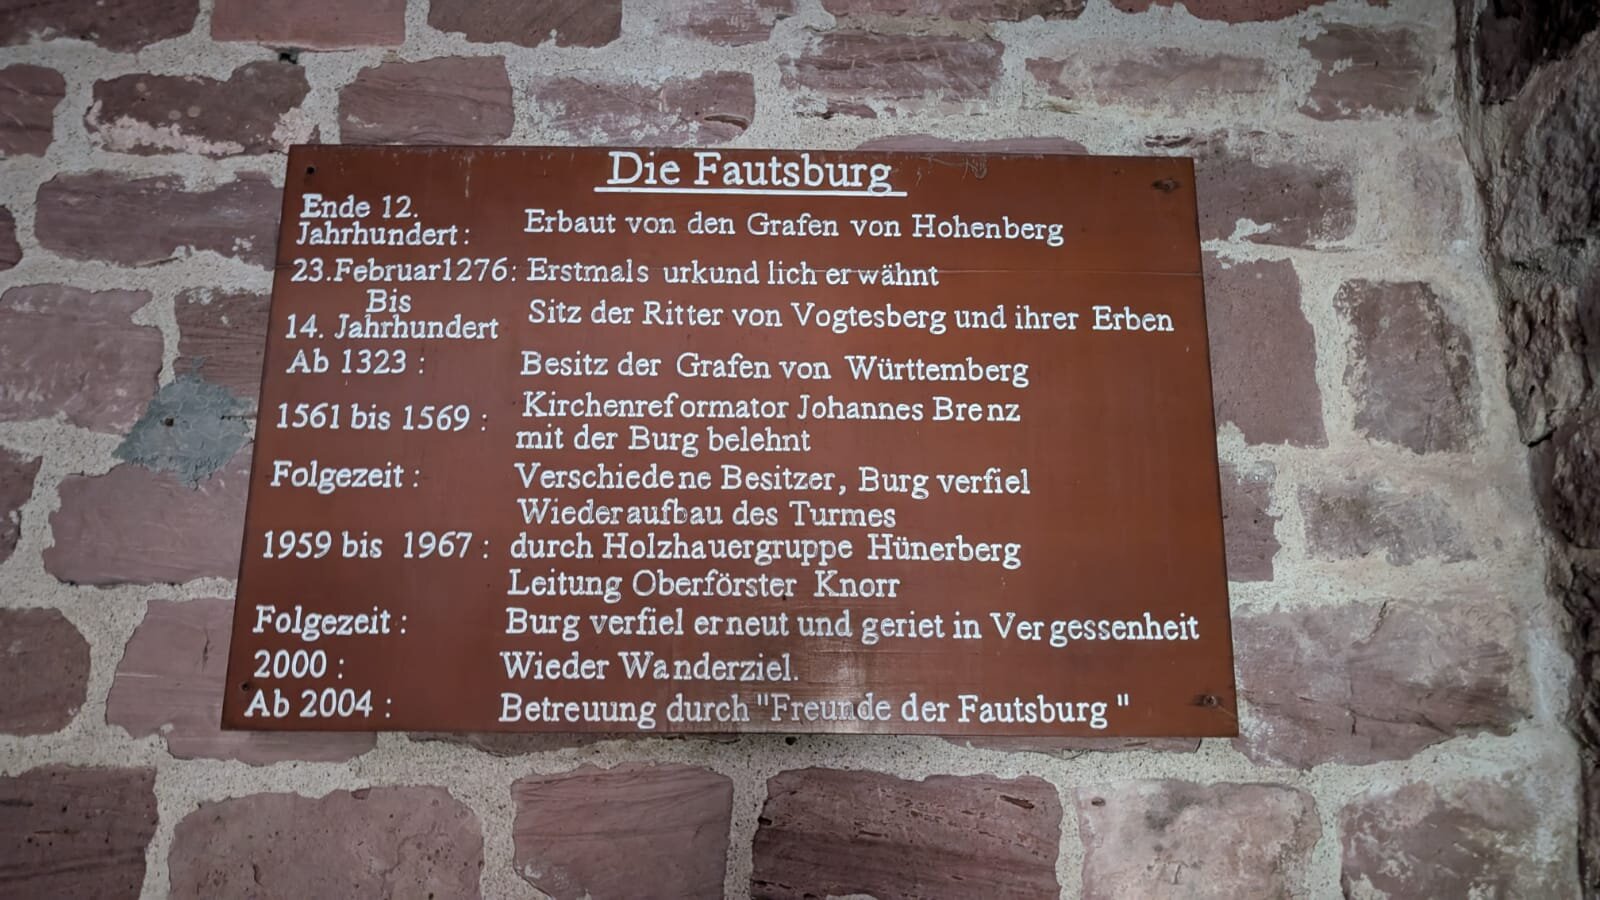 Die Fautsburg
Ende 12.
Jahrhundert: Erbaut von den Grafen von Hohenberg
23.Februar1276: Erstmals urkundlich erwähnt
Bis
14. Jahrhundert Sitz der Ritter von Vogtesberg und ihrer Erben
Ab 1323 : Besitz der Grafen von Württemberg
1561 bis 1569 : Kirchenreformator Johannes Brenz
mit der Burg belehnt
Folgezeit : Verschiedene Besitzer, Burg verfiel
Wiederaufbau des Turmes
1959 bis 1967 : durch Holzhauergruppe Hünerberg
Leitung Oberförster Knorr
Folgezeit : Burg verfiel erneut und geriet in Vergessenheit
2000 : Wieder Wanderziel.
Ab 2004 : Betreuung durch "Freunde der Fautsburg"